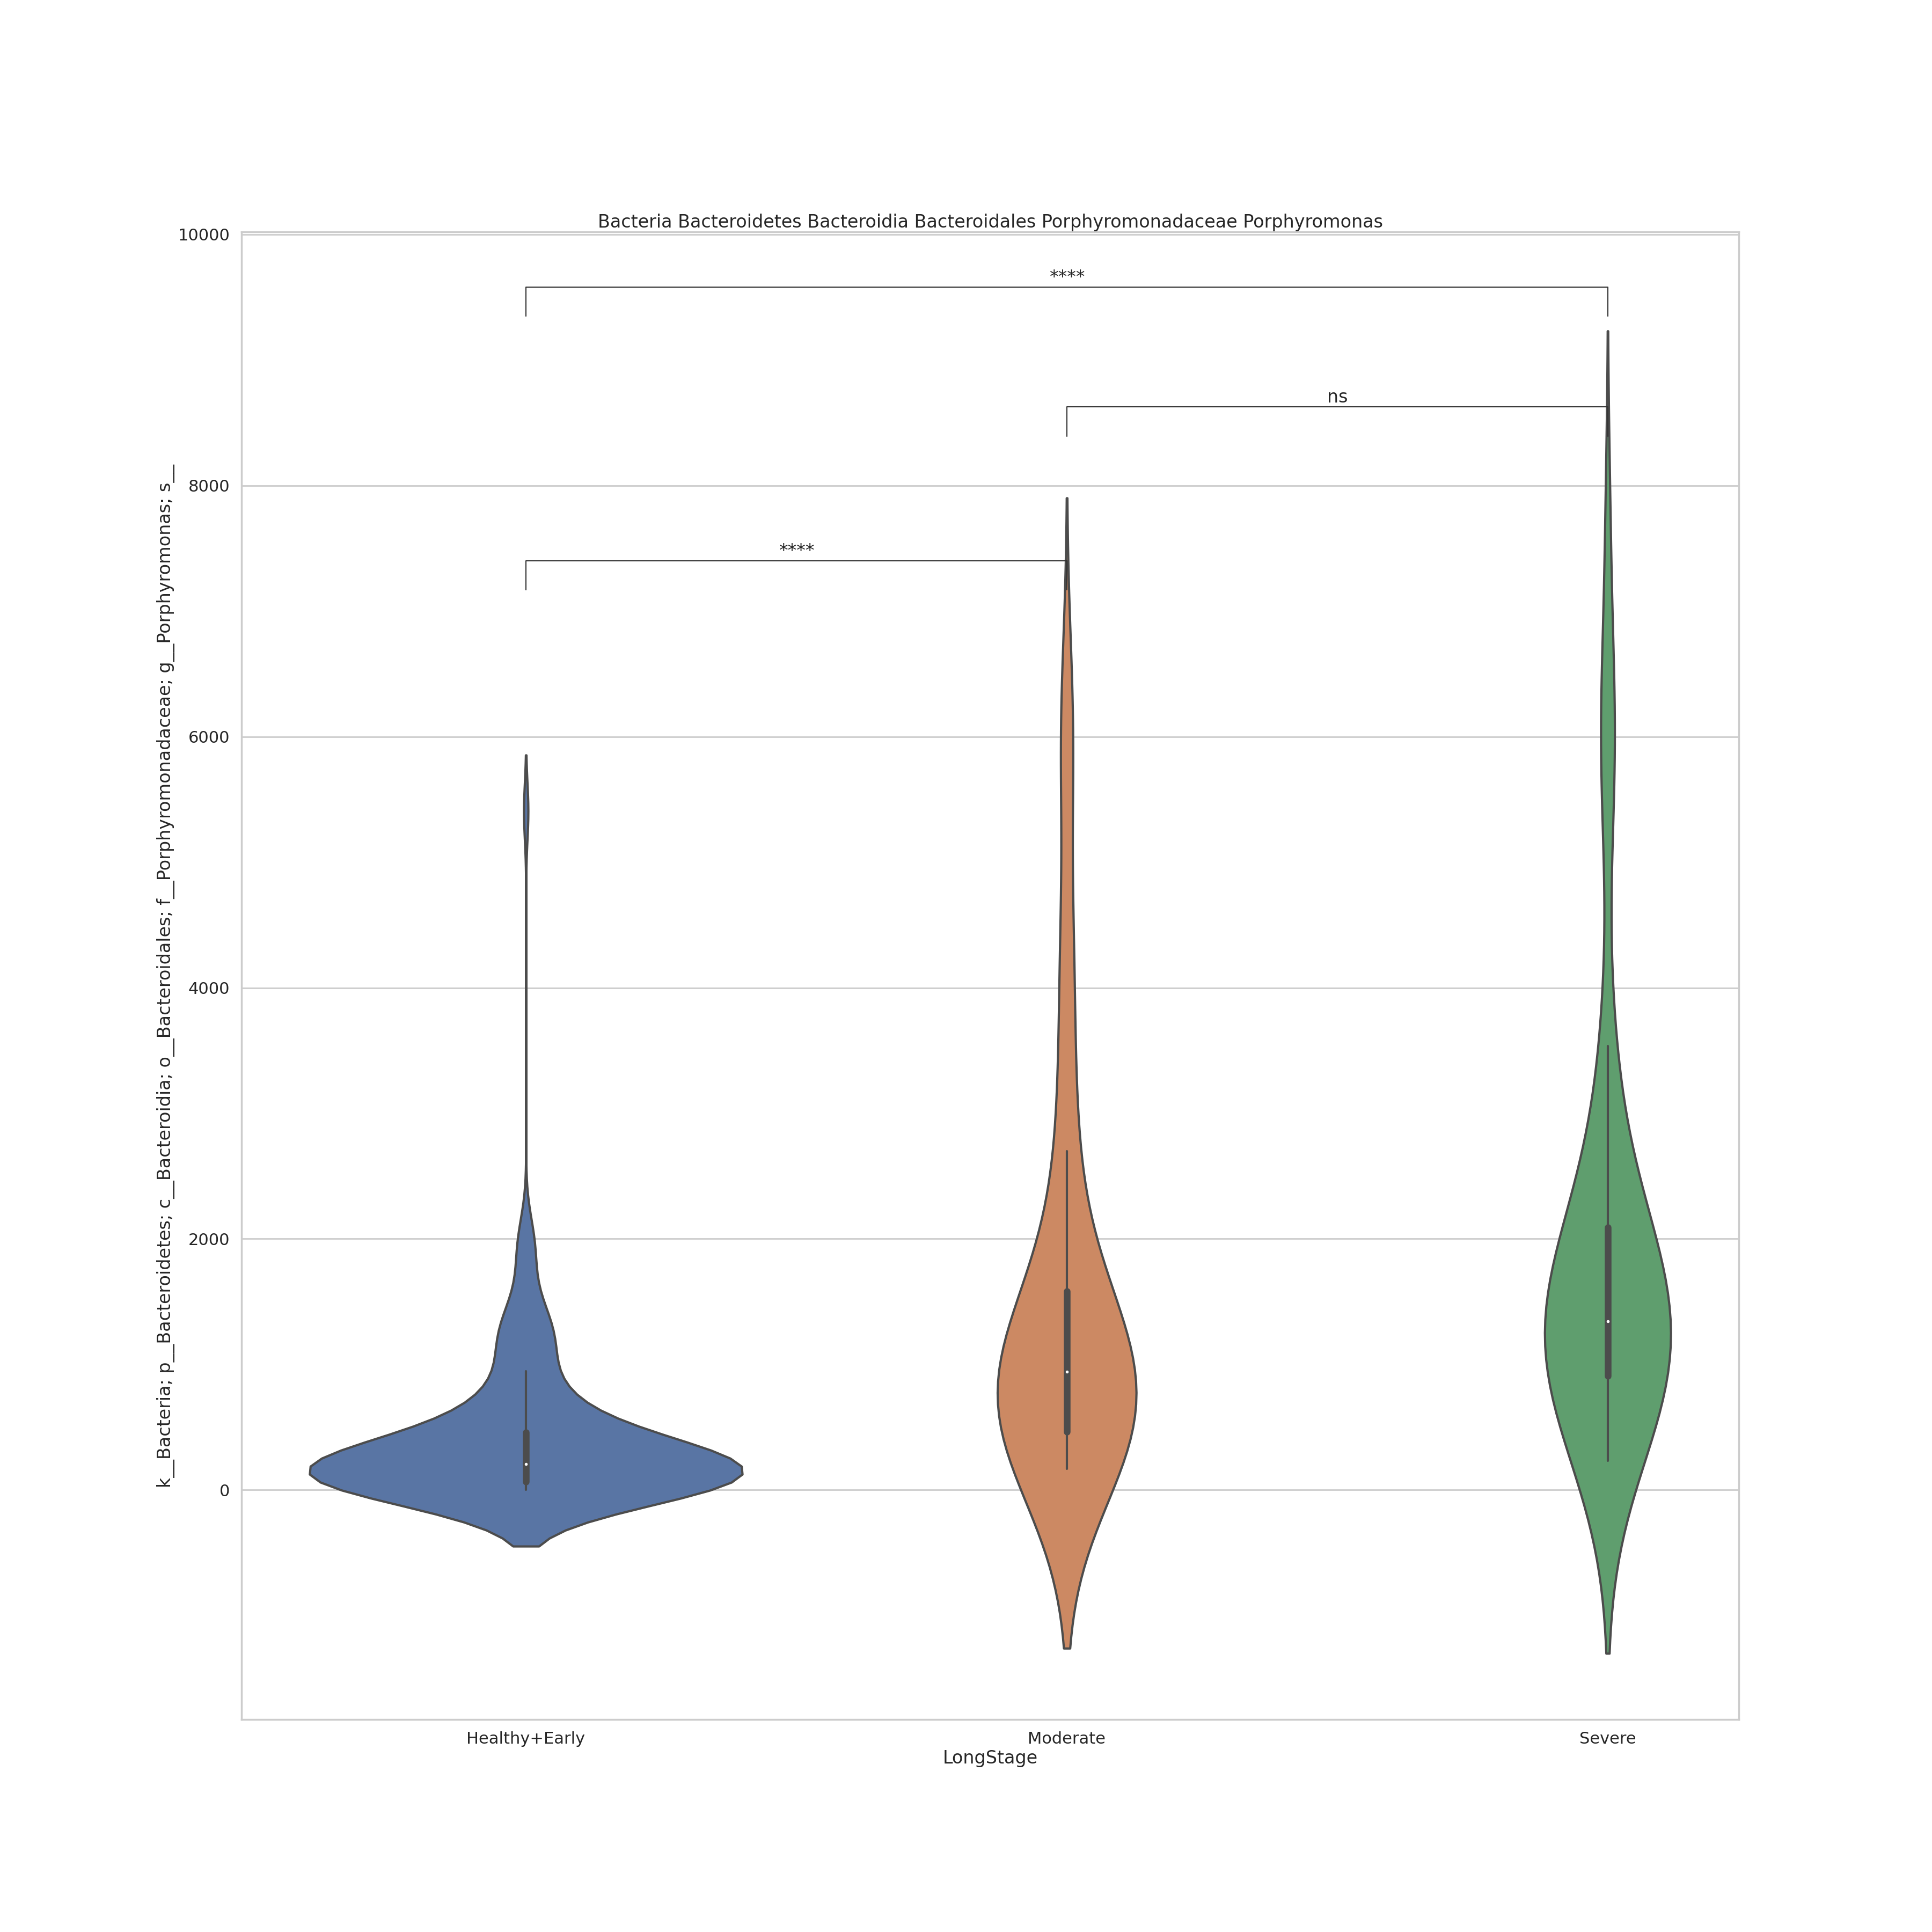 Bacteria Bacteroidetes Bacteroidia Bacteroidales Porphyromonadaceae Porphyromonas
k__Bacteria; p__Bacteroidetes; c__Bacteroidia; o__Bacteroidales; f__Porphyromonadaceae; g__Porphyromonas; s__
10000
8000
6000
4000
2000
0
****
ns
****
Healthy+Early
Moderate
Severe
LongStage